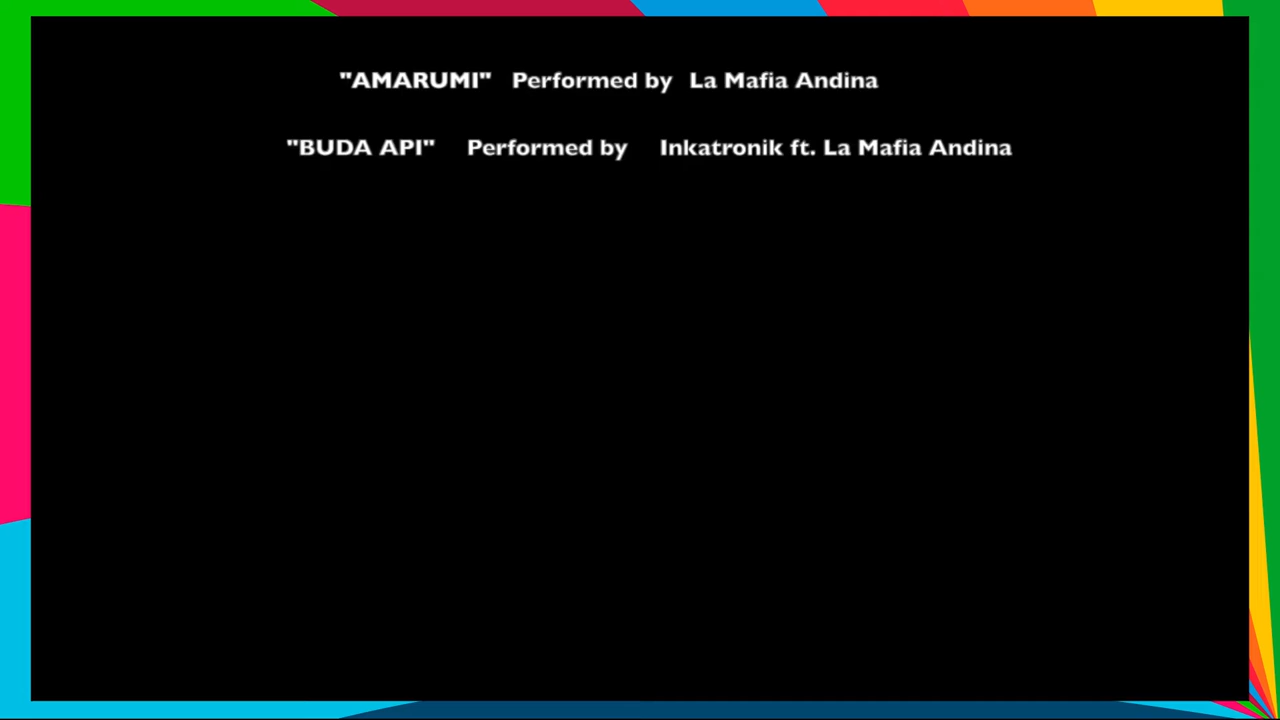 "AMARUMI" Performed by La Mafia Andina
"BUDA API" Performed by Inkatronik ft. La Mafia Andina